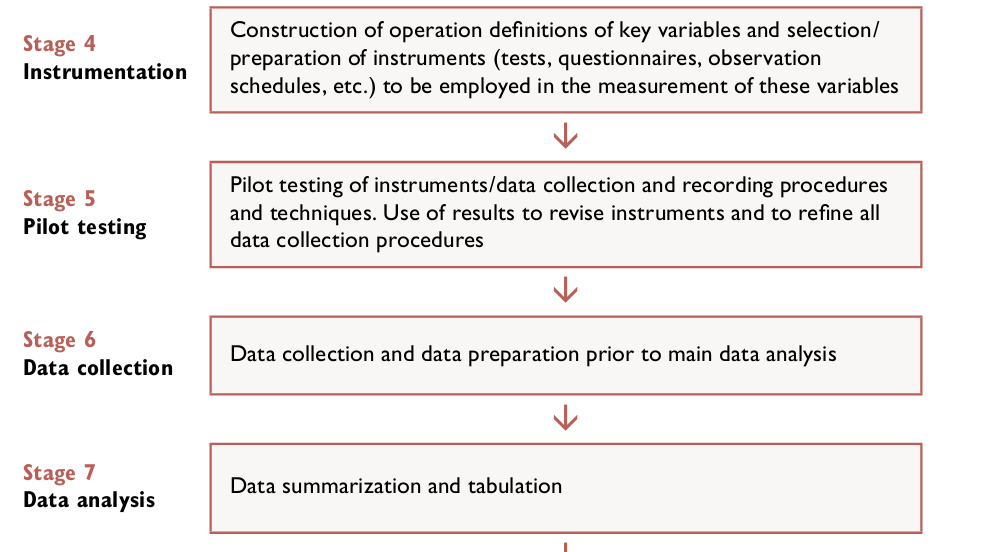 Stage 4
Instrumentation
Construction of operation definitions of key variables and selection/
preparation of instruments (tests, questionnaires, observation
schedules, etc.) to be employed in the measurement of these variables
Stage 5
Pilot testing
Pilot testing of instruments/data collection and recording procedures
and techniques. Use of results to revise instruments and to refine all
data collection procedures
Stage 6
Data collection
Data collection and data preparation prior to main data analysis
Stage 7
Data analysis
Data summarization and tabulation